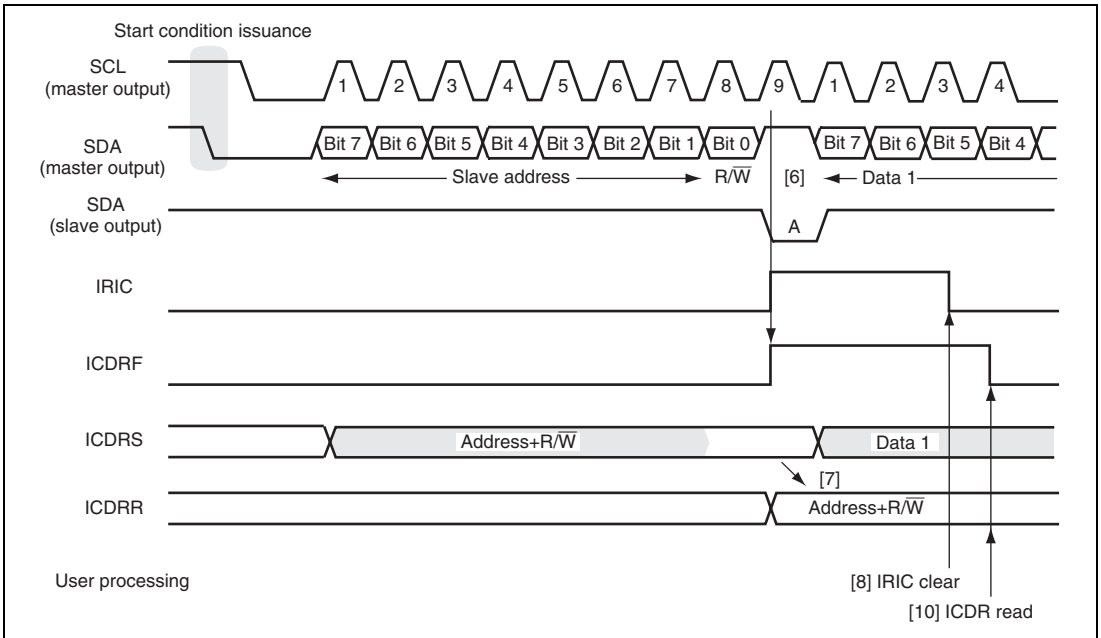 Start condition issuance
SCL
(master output)
1 2 3 4 5 6 7 8 9 1 2 3 4
SDA
(master output)
Bit 7 Bit 6 Bit 5 Bit 4 Bit 3 Bit 2 Bit 1 Bit 0 Bit 7 Bit 6 Bit 5 Bit 4
Slave address R/W̅ [6] Data 1
SDA
(slave output)
A
IRIC
ICDRF
ICDRS
Address+R/W̅ Data 1
[7]
ICDRR
Address+R/W̅
User processing
[8] IRIC clear
[10] ICDR read